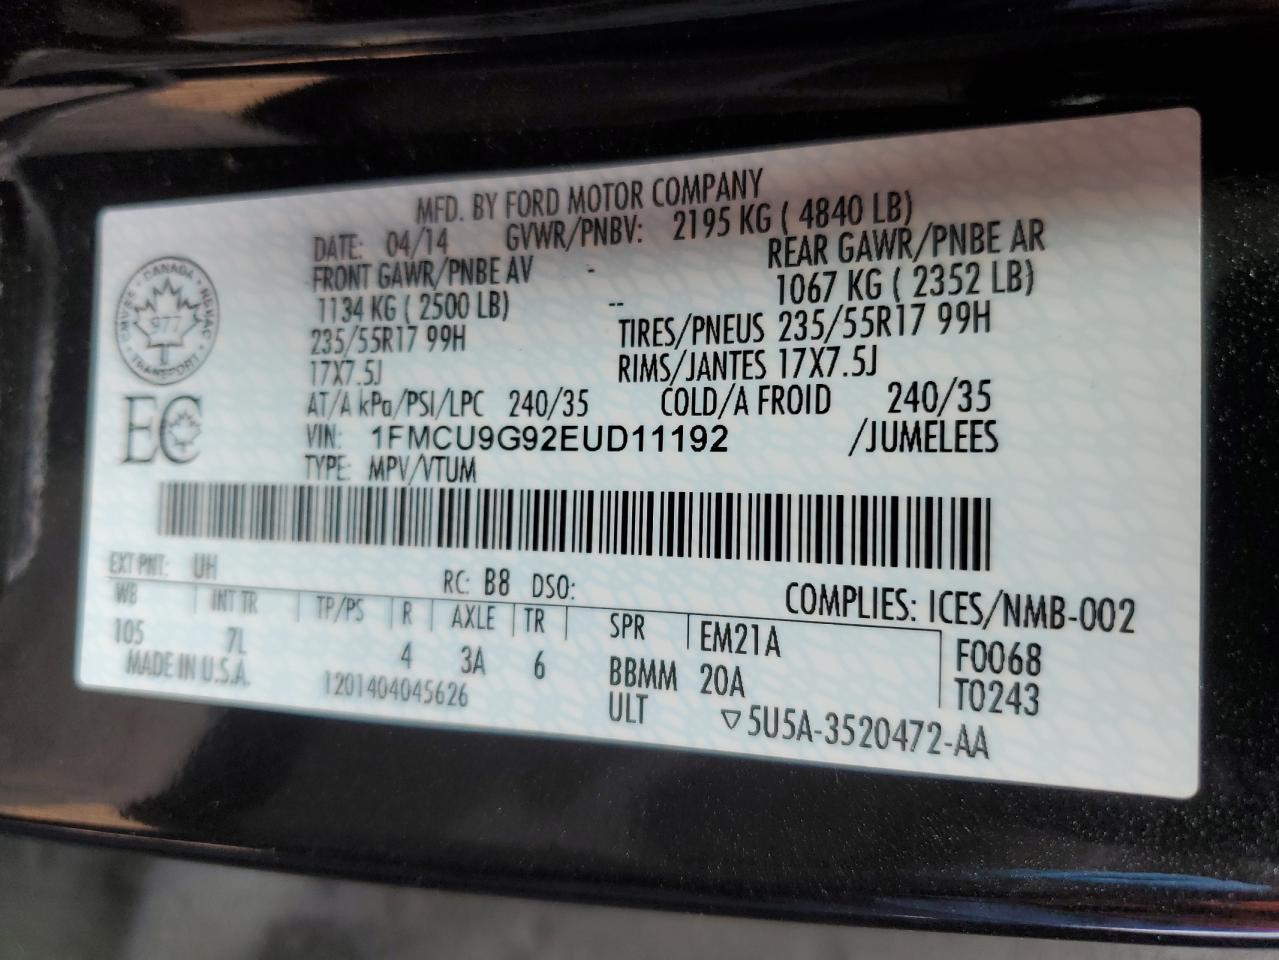 MFD. BY FORD MOTOR COMPANY
DATE: 04/14 GVWR/PNBV: 2195 KG ( 4840 LB)
FRONT GAWR/PNBE AV - REAR GAWR/PNBE AR
1134 KG ( 2500 LB) -- 1067 KG ( 2352 LB)
235/55R17 99H TIRES/PNEUS 235/55R17 99H
17X7.5J RIMS/JANTES 17X7.5J
AT/A kPa/PSI/LPC 240/35 COLD/A FROID 240/35
VIN: 1FMCU9G92EUD11192 /JUMELEES
TYPE: MPV/VTUM
CANADA
TRANSPORT
977
EC
EXT PNT: UH RC: B8 DSO:
COMPLIES: ICES/NMB-002
WB INT TR TP/PS R AXLE TR SPR EM21A F0068
105 7L 4 3A 6 BBMM 20A T0243
MADE IN U.S.A. 1201404045626 ULT ▽5U5A-3520472-AA